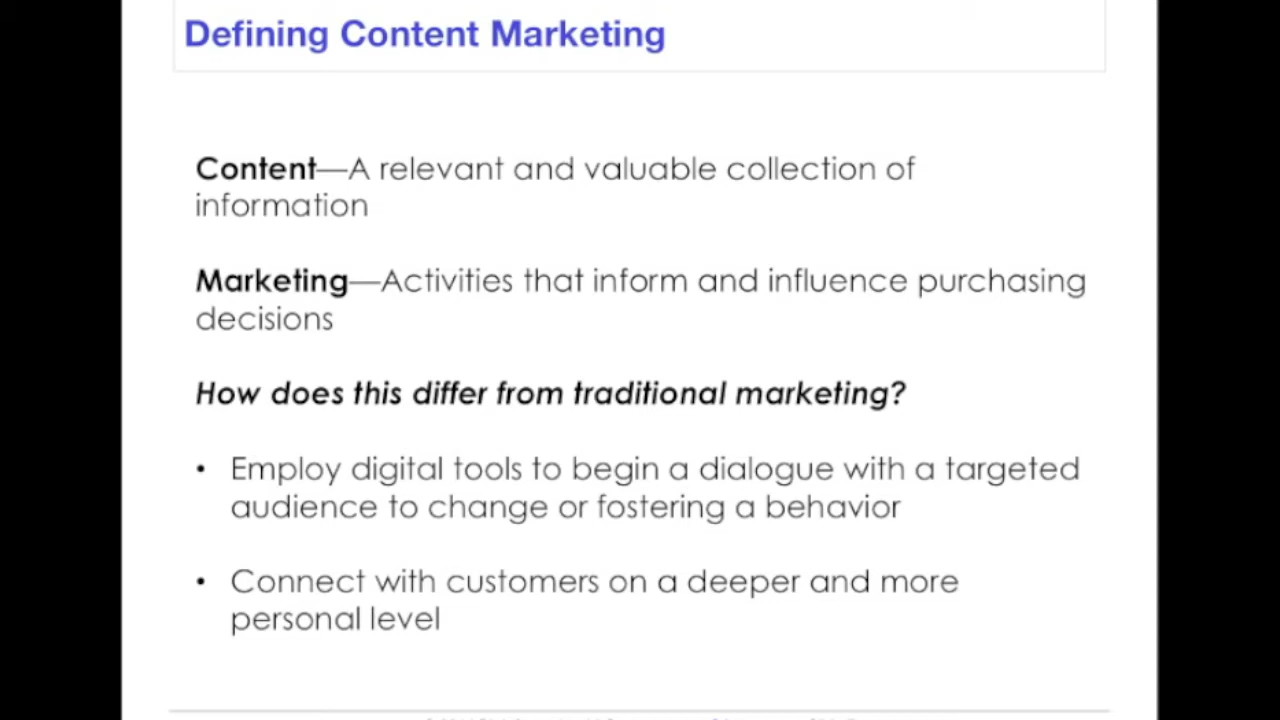 Defining Content Marketing
Content—A relevant and valuable collection of
information
Marketing—Activities that inform and influence purchasing
decisions
How does this differ from traditional marketing?
• Employ digital tools to begin a dialogue with a targeted
audience to change or fostering a behavior
• Connect with customers on a deeper and more
personal level